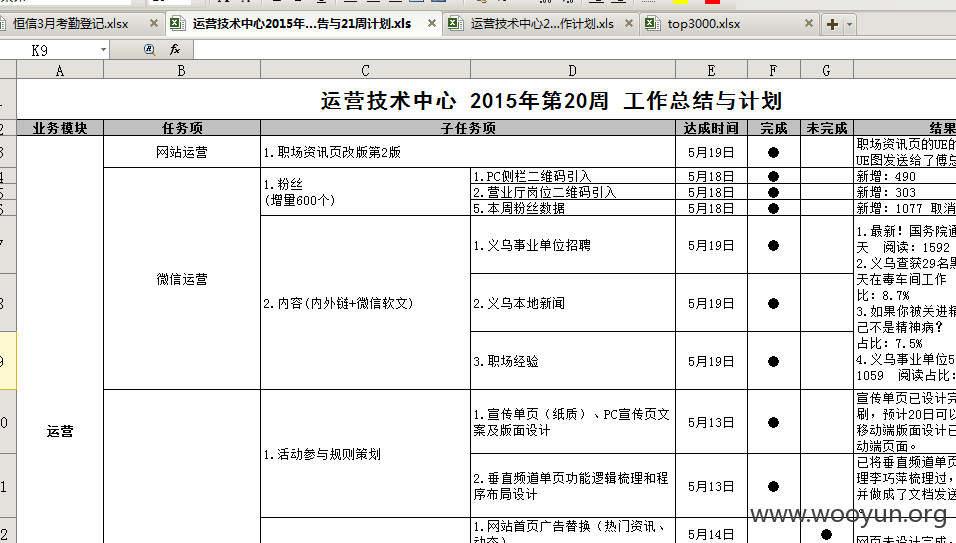 恒信3月考勤登记.xlsx
运营技术中心2015年...告与21周计划.xls
运营技术中心2...作计划.xls
top3000.xlsx
K9
fx
A B C D E F G
运营技术中心 2015年第20周 工作总结与计划
业务模块 任务项 子任务项 达成时间 完成 未完成 结果
网站运营 1.职场资讯页改版第2版 5月19日 ●
职场资讯页的UE的
UE图发送给了傅总
1.粉丝
(增量600个)
1.PC侧栏二维码引入 5月18日 ● 新增: 490
2.营业厅岗位二维码引入 5月18日 ● 新增: 303
5.本周粉丝数据 5月18日 ● 新增: 1077 取消
微信运营
2.内容(内外链+微信软文)
1.义乌事业单位招聘 5月19日 ●
2.义乌本地新闻 5月19日 ●
3.职场经验 5月19日 ●
1.最新！国务院通
天 阅读: 1592
2.义乌查获29名黑
天在毒车间工作
比: 8.7%
3.如果你被关进精
己不是精神病？
占比: 7.5%
4.义乌事业单位5
1059 阅读占比:
运营
1.活动参与规则策划
1.宣传单页（纸质）、PC宣传页文
案及版面设计
5月13日 ●
宣传单页已设计完
刷，预计20日可以
移动端版面设计已
动端页面。
2.垂直频道单页功能逻辑梳理和程
序布局设计
5月13日 ●
已将垂直频道单页
理李巧萍梳理过，
并做成了文档发送
1.网站首页广告替换（热门资讯、
动态）
5月14日 ●
网页未设计完成，
www.wooyun.org